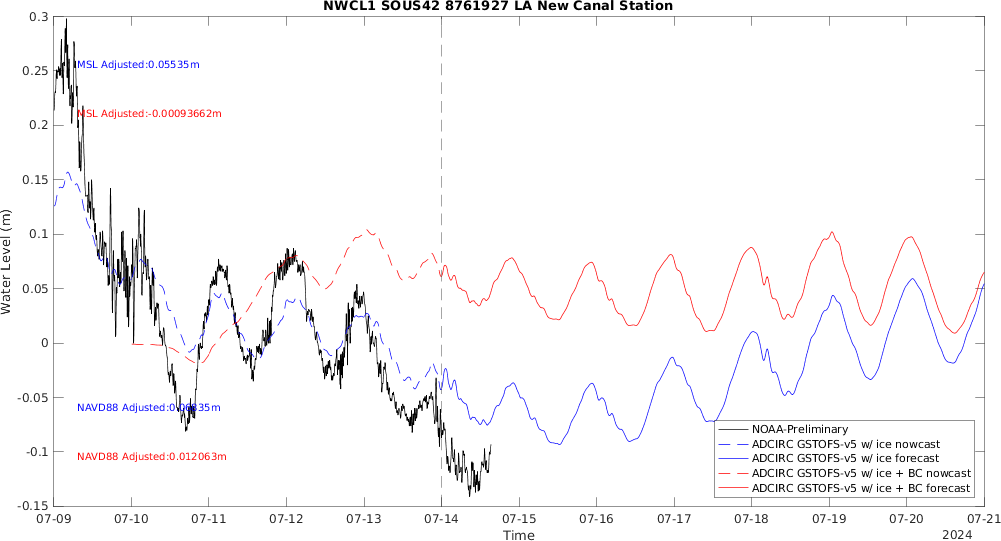 NWCL1 SOUS42 8761927 LA New Canal Station
0.3
0.25
0.2
0.15
0.1
0.05
0
-0.05
-0.1
-0.15
Water Level (m)
MSL Adjusted:0.05535m
MSL Adjusted:-0.00093662m
NAVD88 Adjusted:0.06835m
NAVD88 Adjusted:0.012063m
NOAA-Preliminary
ADCIRC GSTOFS-v5 w/ ice nowcast
ADCIRC GSTOFS-v5 w/ ice forecast
ADCIRC GSTOFS-v5 w/ ice + BC nowcast
ADCIRC GSTOFS-v5 w/ ice + BC forecast
07-09 07-10 07-11 07-12 07-13 07-14 07-15 07-16 07-17 07-18 07-19 07-20 07-21
Time
2024